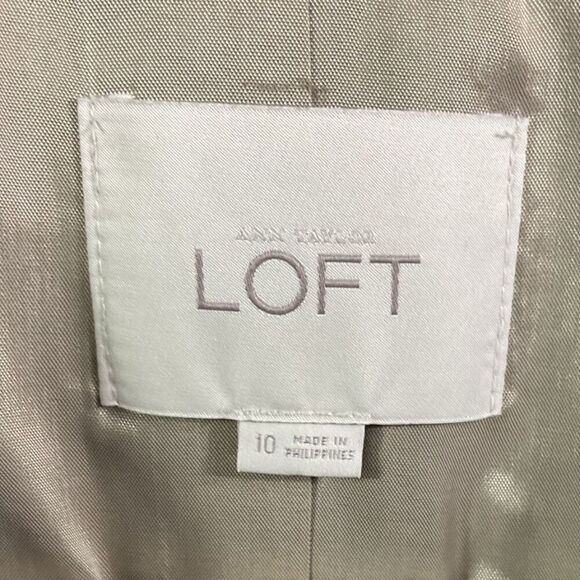 ANN TAYLOR
LOFT
10
MADE IN
PHILIPPINES